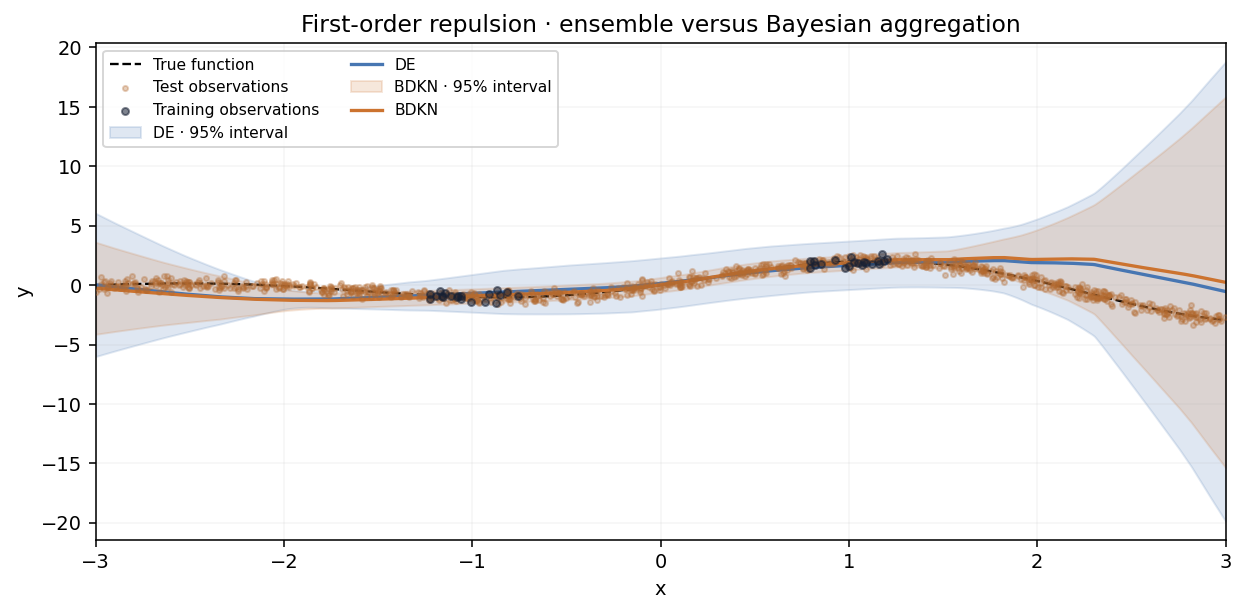 First-order repulsion · ensemble versus Bayesian aggregation
True function
Test observations
Training observations
DE · 95% interval
DE
BDKN · 95% interval
BDKN
20
15
10
5
0
−5
−10
−15
−20
y
−3
−2
−1
0
1
2
3
x